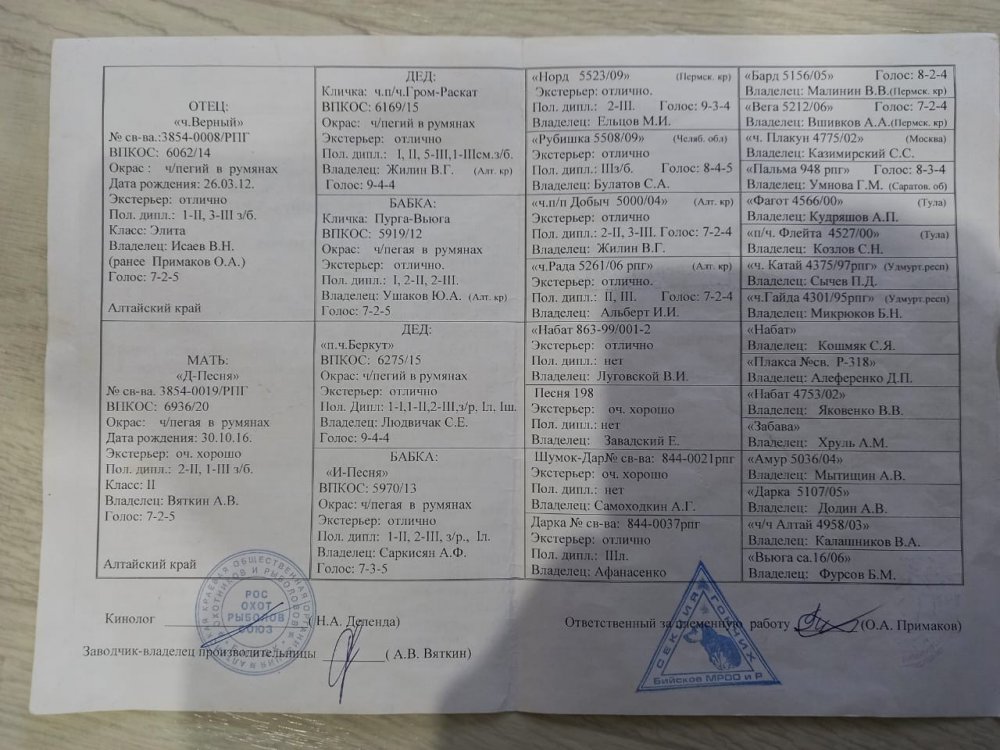 ОТЕЦ:
«ч.Верный»
№ св-ва.:3854-0008/РПГ
ВПКОС: 6062/14
Окрас : ч/пегий в румянах
Дата рождения: 26.03.12.
Экстерьер: отлично
Пол. дипл.: 1-II, 3-III з/б.
Класс: Элита
Владелец: Исаев В.Н.
(ранее Примаков О.А.)
Голос: 7-2-5
Алтайский край
МАТЬ:
«Д-Песня»
№ св-ва. 3854-0019/РПГ
ВПКОС: 6936/20
Окрас: ч/пегая в румянах
Дата рождения: 30.10.16.
Экстерьер: оч. хорошо
Пол. дипл.: 2-II, 1-III з/б.
Класс: II
Владелец: Вяткин А.В.
Голос: 7-2-5
Алтайский край
ДЕД:
Кличка: ч.п/ч.Гром-Раскат
ВПКОС: 6169/15
Окрас: ч/пегий в румянах
Экстерьер: отлично
Пол. дипл.: I, II, 5-III,1-IIIсм.з/б.
Владелец: Жилин В.Г. (Алт. кр)
Голос: 9-4-4
БАБКА:
Кличка: Пурга-Вьюга
ВПКОС: 5919/12
Окрас: ч/пегая в румянах
Экстерьер: отлично.
Пол. дипл.: I, 2-II, 2-III.
Владелец: Ушаков Ю.А. (Алт. кр)
Голос: 7-2-5
ДЕД:
«п.ч.Беркут»
ВПКОС: 6275/15
Окрас: ч/пегий в румянах
Экстерьер: отлично
Пол. Дипл: 1-I,1-II,2-III,з/р, Iл, Iш.
Владелец: Людвичак С.Е.
Голос: 9-4-4
БАБКА:
«И-Песня»
ВПКОС: 5970/13
Окрас: ч/пегая в румянах
Экстерьер: отлично
Пол. дипл: 1-II, 2-III, з/р., Iл.
Владелец: Саркисян А.Ф.
Голос: 7-3-5
«Норд 5523/09» (Пермск. кр)
Экстерьер: отлично.
Пол. дипл.: 2-III. Голос: 9-3-4
Владелец: Ельцов М.И.
«Рубишка 5508/09» (Челяб. обл)
Экстерьер: отлично
Пол. дипл.: IIIз/б. Голос: 8-4-5
Владелец: Булатов С.А.
«ч.п/п Добыч 5000/04» (Алт. кр)
Экстерьер: отлично
Пол. дипл.: 2-II, 3-III. Голос: 7-2-4
Владелец: Жилин В.Г.
«ч.Рада 5261/06 рпг» (Алт. кр)
Экстерьер: отлично.
Пол. дипл.: II, III. Голос: 7-2-4
Владелец: Альберт И.И.
«Набат 863-99/001-2
Экстерьер: отлично
Пол. дипл.: нет
Владелец: Луговской В.И.
Песня 198
Экстерьер: оч. хорошо
Пол. дипл.: нет
Владелец: Завадский Е.
Шумок-Дар№ св-ва: 844-0021рпг
Экстерьер: оч. хорошо
Пол. дипл.: нет
Владелец: Самоходкин А.Г.
Дарка № св-ва: 844-0037рпг
Экстерьер: отлично
Пол. дипл.: IIIл.
Владелец: Афанасенко
«Бард 5156/05» Голос: 8-2-4
Владелец: Малинин В.В.(Пермск. кр)
«Вега 5212/06» Голос: 7-2-4
Владелец: Вшивков А.А.(Пермск. кр)
«ч. Плакун 4775/02» (Москва)
Владелец: Казимирский С.С.
«Пальма 948 рпг» Голос: 8-3-4
Владелец: Умнова Г.М. (Саратов. об)
«Фагот 4566/00» (Тула)
Владелец: Кудряшов А.П.
«п/ч. Флейта 4527/00» (Тула)
Владелец: Козлов С.Н.
«ч. Катай 4375/97рпг» (Удмурт.респ)
Владелец: Сычев П.Д.
«ч.Гайда 4301/95рпг» (Удмурт.респ)
Владелец: Микрюков Б.Н.
«Набат»
Владелец: Кошмяк С.Я.
«Плакса №св. Р-318»
Владелец: Алеференко Д.П.
«Набат 4753/02»
Владелец: Яковенко В.В.
«Забава»
Владелец: Хруль А.М.
«Амур 5036/04»
Владелец: Мытищин А.В.
«Дарка 5107/05»
Владелец: Додин А.В.
«ч/ч Алтай 4958/03»
Владелец: Калашников В.А.
«Вьюга са.16/06»
Владелец: Фурсов Б.М.
Кинолог ( Н.А. Деленда)
Ответственный за племенную работу (О.А. Примаков)
Заводчик-владелец производительницы ( А.В. Вяткин)
РОС
ОХОТ
РЫБОЛОВ
СОЮЗ
СЕКЦИЯ ГОНЧИХ
Бийское МРОО и Р